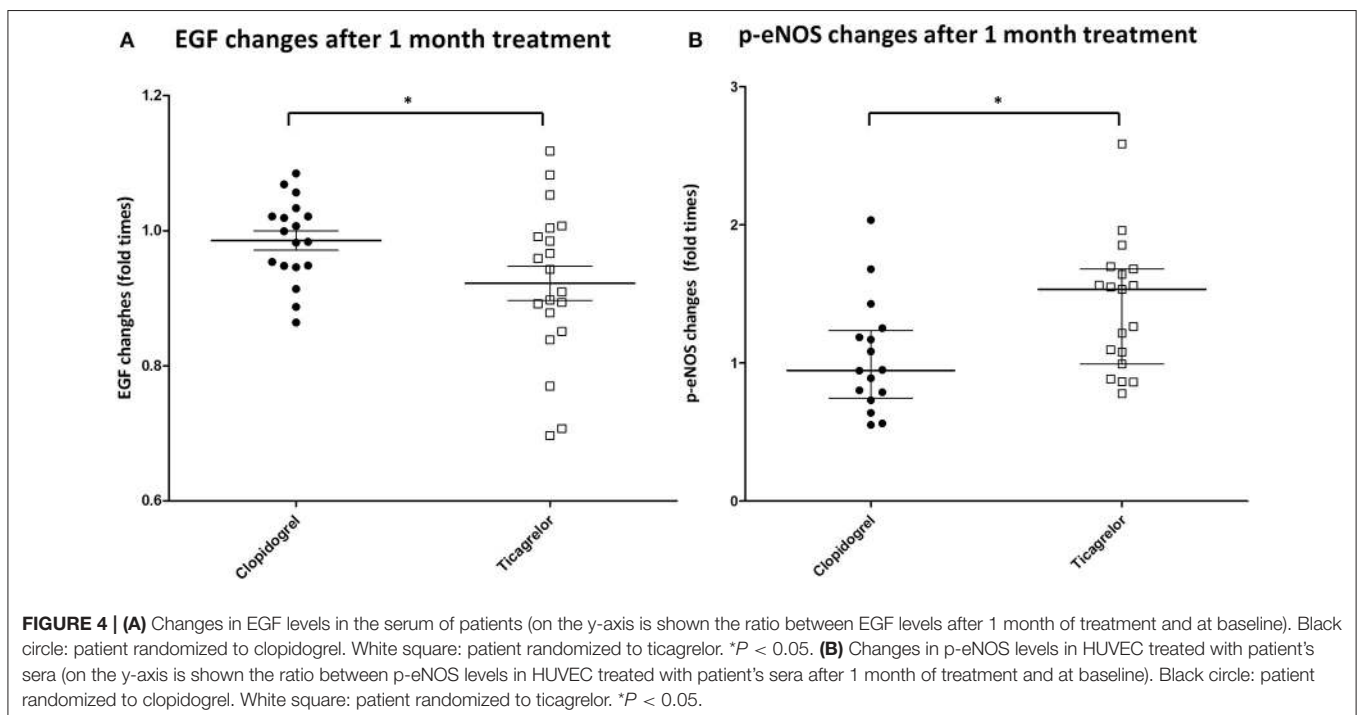 A EGF changes after 1 month treatment
*
EGF changhes (fold times)
1.2
1.0
0.8
0.6
Clopidogrel
Ticagrelor
B p-eNOS changes after 1 month treatment
*
p-eNOS changes (fold times)
3
2
1
0
Clopidogrel
Ticagrelor
FIGURE 4 | (A) Changes in EGF levels in the serum of patients (on the y-axis is shown the ratio between EGF levels after 1 month of treatment and at baseline). Black
circle: patient randomized to clopidogrel. White square: patient randomized to ticagrelor. *P < 0.05. (B) Changes in p-eNOS levels in HUVEC treated with patient's
sera (on the y-axis is shown the ratio between p-eNOS levels in HUVEC treated with patient's sera after 1 month of treatment and at baseline). Black circle: patient
randomized to clopidogrel. White square: patient randomized to ticagrelor. *P < 0.05.